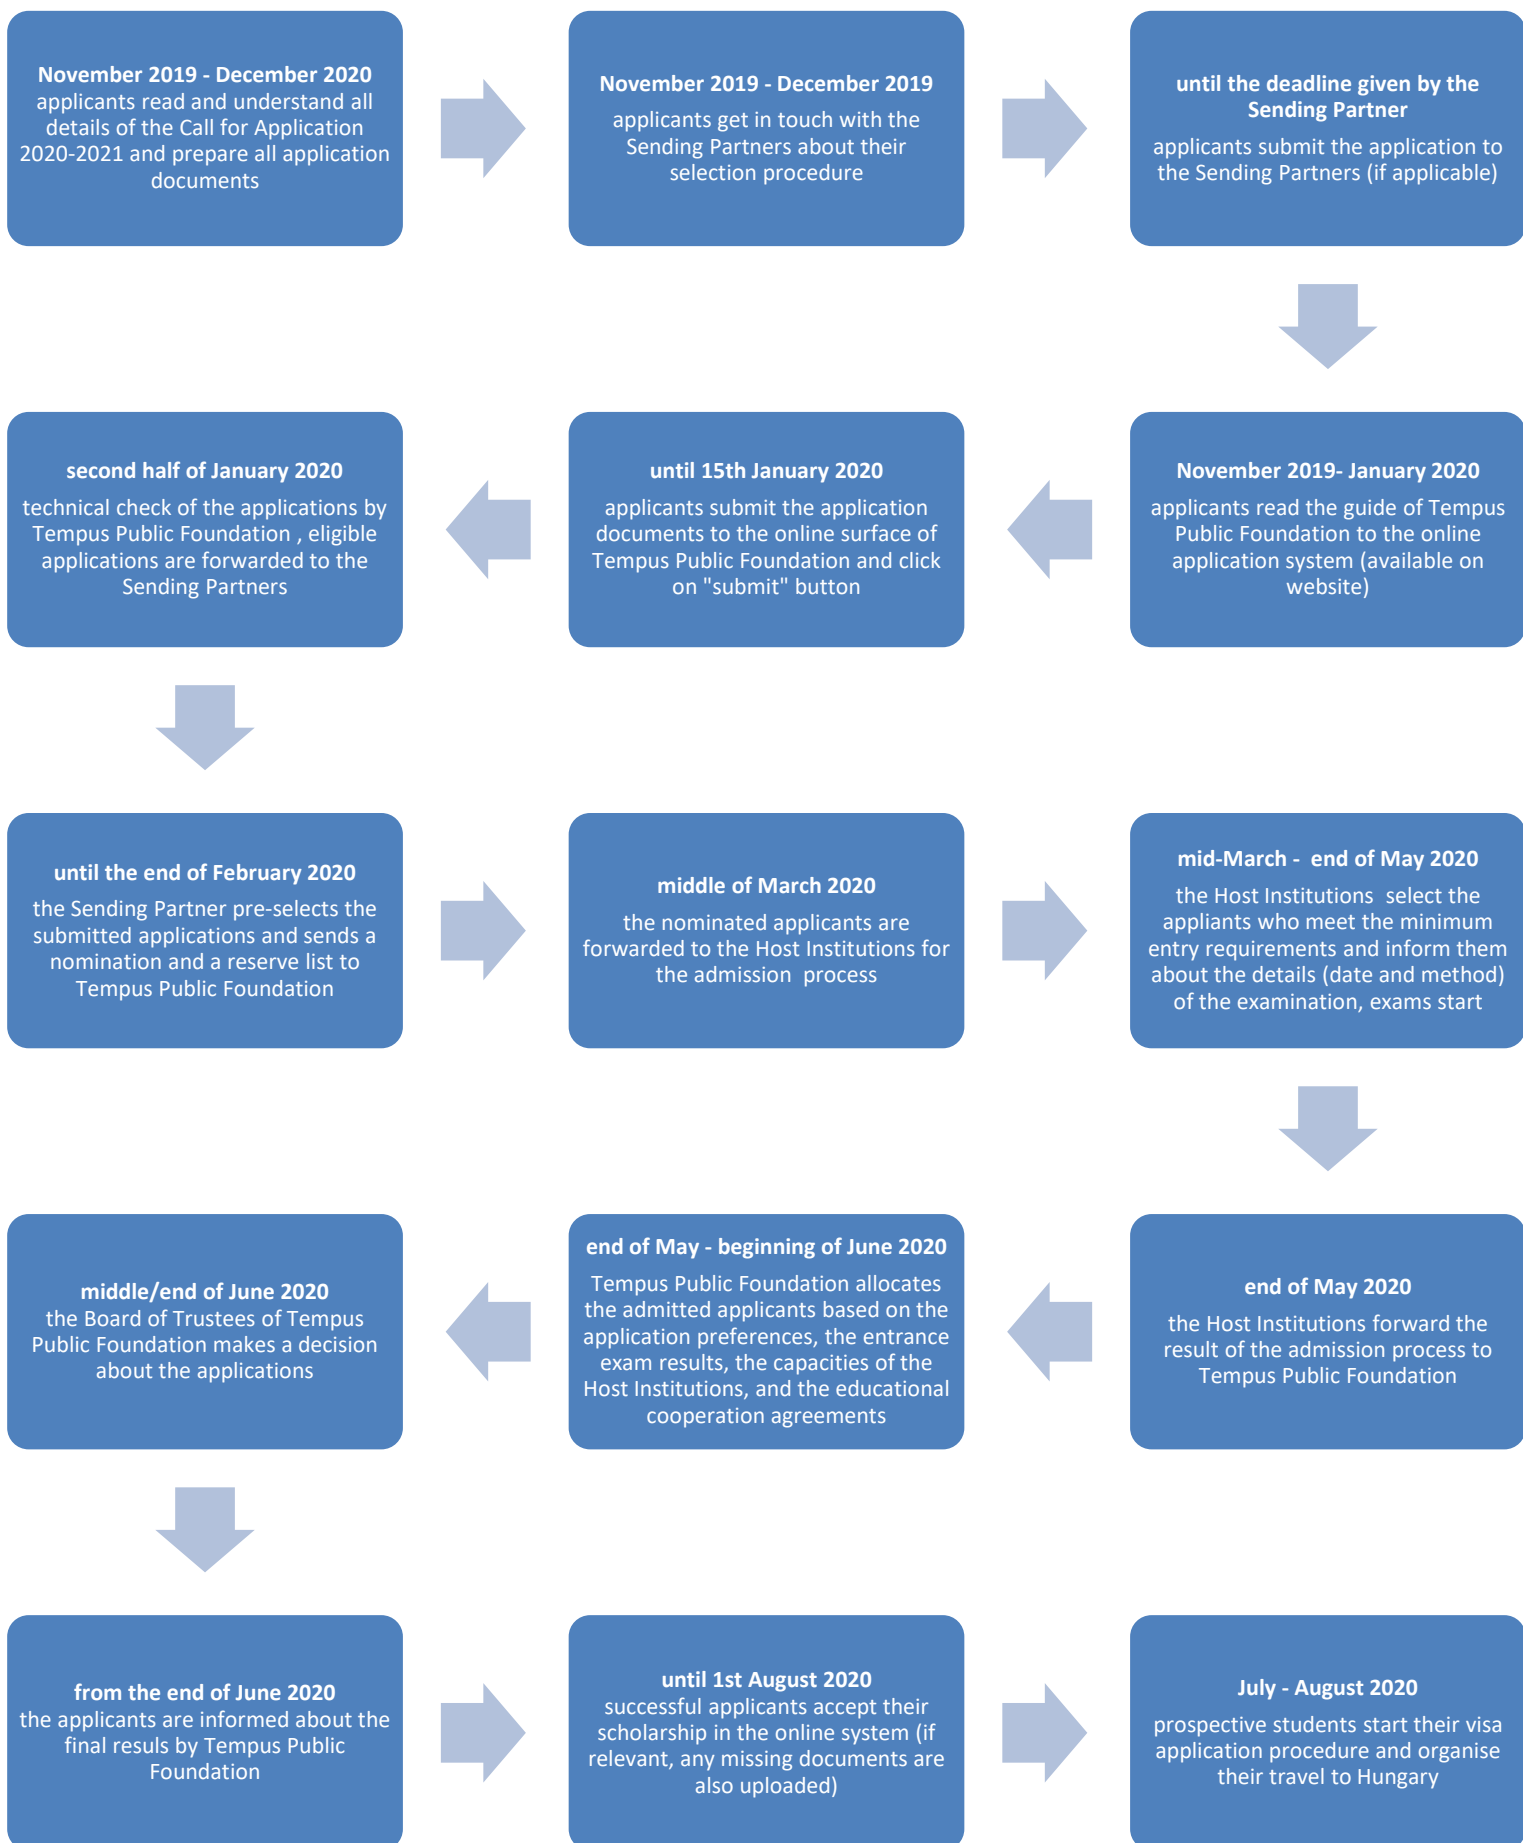 November 2019 - December 2020
applicants read and understand all
details of the Call for Application
2020-2021 and prepare all application
documents
November 2019 - December 2019
applicants get in touch with the
Sending Partners about their
selection procedure
until the deadline given by the
Sending Partner
applicants submit the application to
the Sending Partners (if applicable)
November 2019- January 2020
applicants read the guide of Tempus
Public Foundation to the online
application system (available on
website)
until 15th January 2020
applicants submit the application
documents to the online surface of
Tempus Public Foundation and click
on "submit" button
second half of January 2020
technical check of the applications by
Tempus Public Foundation , eligible
applications are forwarded to the
Sending Partners
until the end of February 2020
the Sending Partner pre-selects the
submitted applications and sends a
nomination and a reserve list to
Tempus Public Foundation
middle of March 2020
the nominated applicants are
forwarded to the Host Institutions for
the admission process
mid-March - end of May 2020
the Host Institutions select the
appliants who meet the minimum
entry requirements and inform them
about the details (date and method)
of the examination, exams start
end of May 2020
the Host Institutions forward the
result of the admission process to
Tempus Public Foundation
end of May - beginning of June 2020
Tempus Public Foundation allocates
the admitted applicants based on the
application preferences, the entrance
exam results, the capacities of the
Host Institutions, and the educational
cooperation agreements
middle/end of June 2020
the Board of Trustees of Tempus
Public Foundation makes a decision
about the applications
from the end of June 2020
the applicants are informed about the
final resuls by Tempus Public
Foundation
until 1st August 2020
successful applicants accept their
scholarship in the online system (if
relevant, any missing documents are
also uploaded)
July - August 2020
prospective students start their visa
application procedure and organise
their travel to Hungary